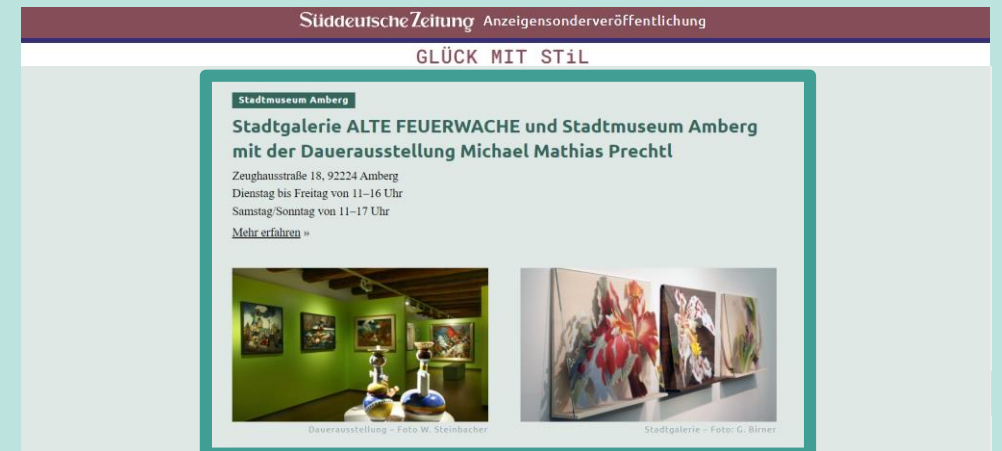 Süddeutsche Zeitung Anzeigensonderveröffentlichung
GLÜCK MIT STiL
Stadtmuseum Amberg
Stadtgalerie ALTE FEUERWACHE und Stadtmuseum Amberg
mit der Dauerausstellung Michael Mathias Prechtl
Zeughausstraße 18, 92224 Amberg
Dienstag bis Freitag von 11–16 Uhr
Samstag/Sonntag von 11–17 Uhr
Mehr erfahren »
Dauerausstellung – Foto W. Steinbacher
Stadtgalerie – Foto: G. Birner